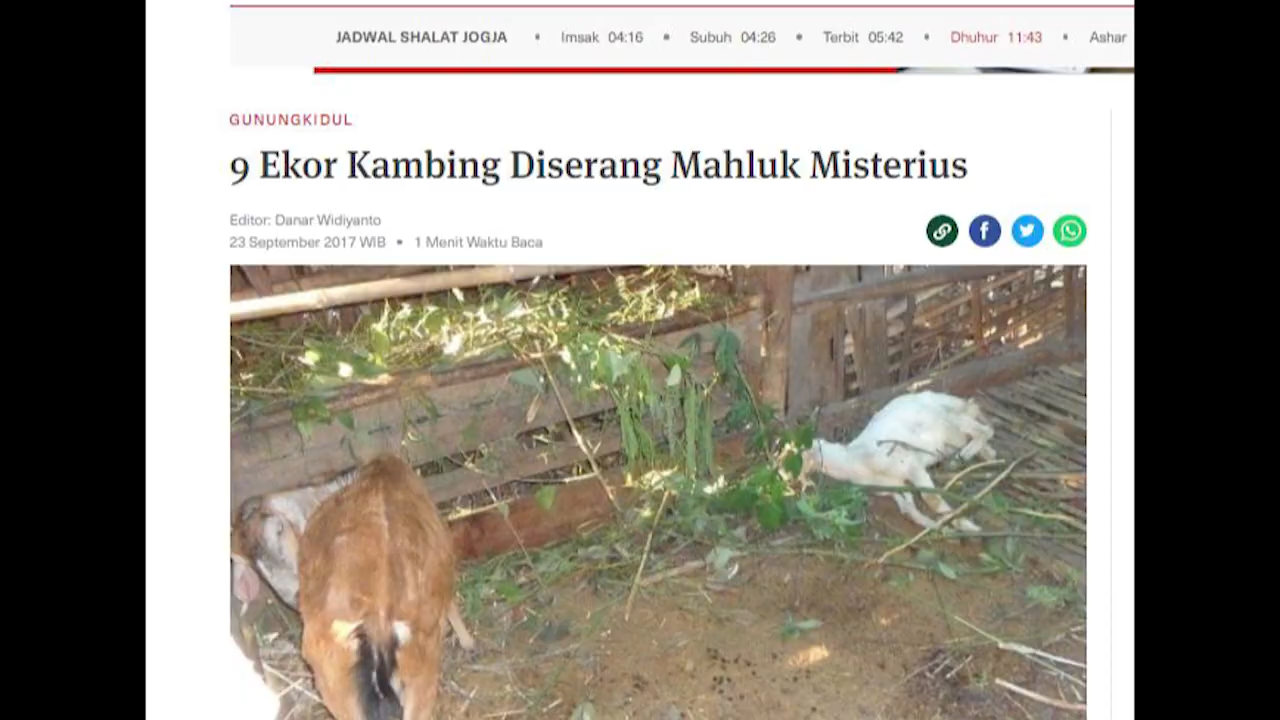 JADWAL SHALAT JOGJA • Imsak 04:16 • Subuh 04:26 • Terbit 05:42 • Dhuhur 11:43 • Ashar
GUNUNGKIDUL
9 Ekor Kambing Diserang Mahluk Misterius
Editor: Danar Widiyanto
23 September 2017 WIB • 1 Menit Waktu Baca